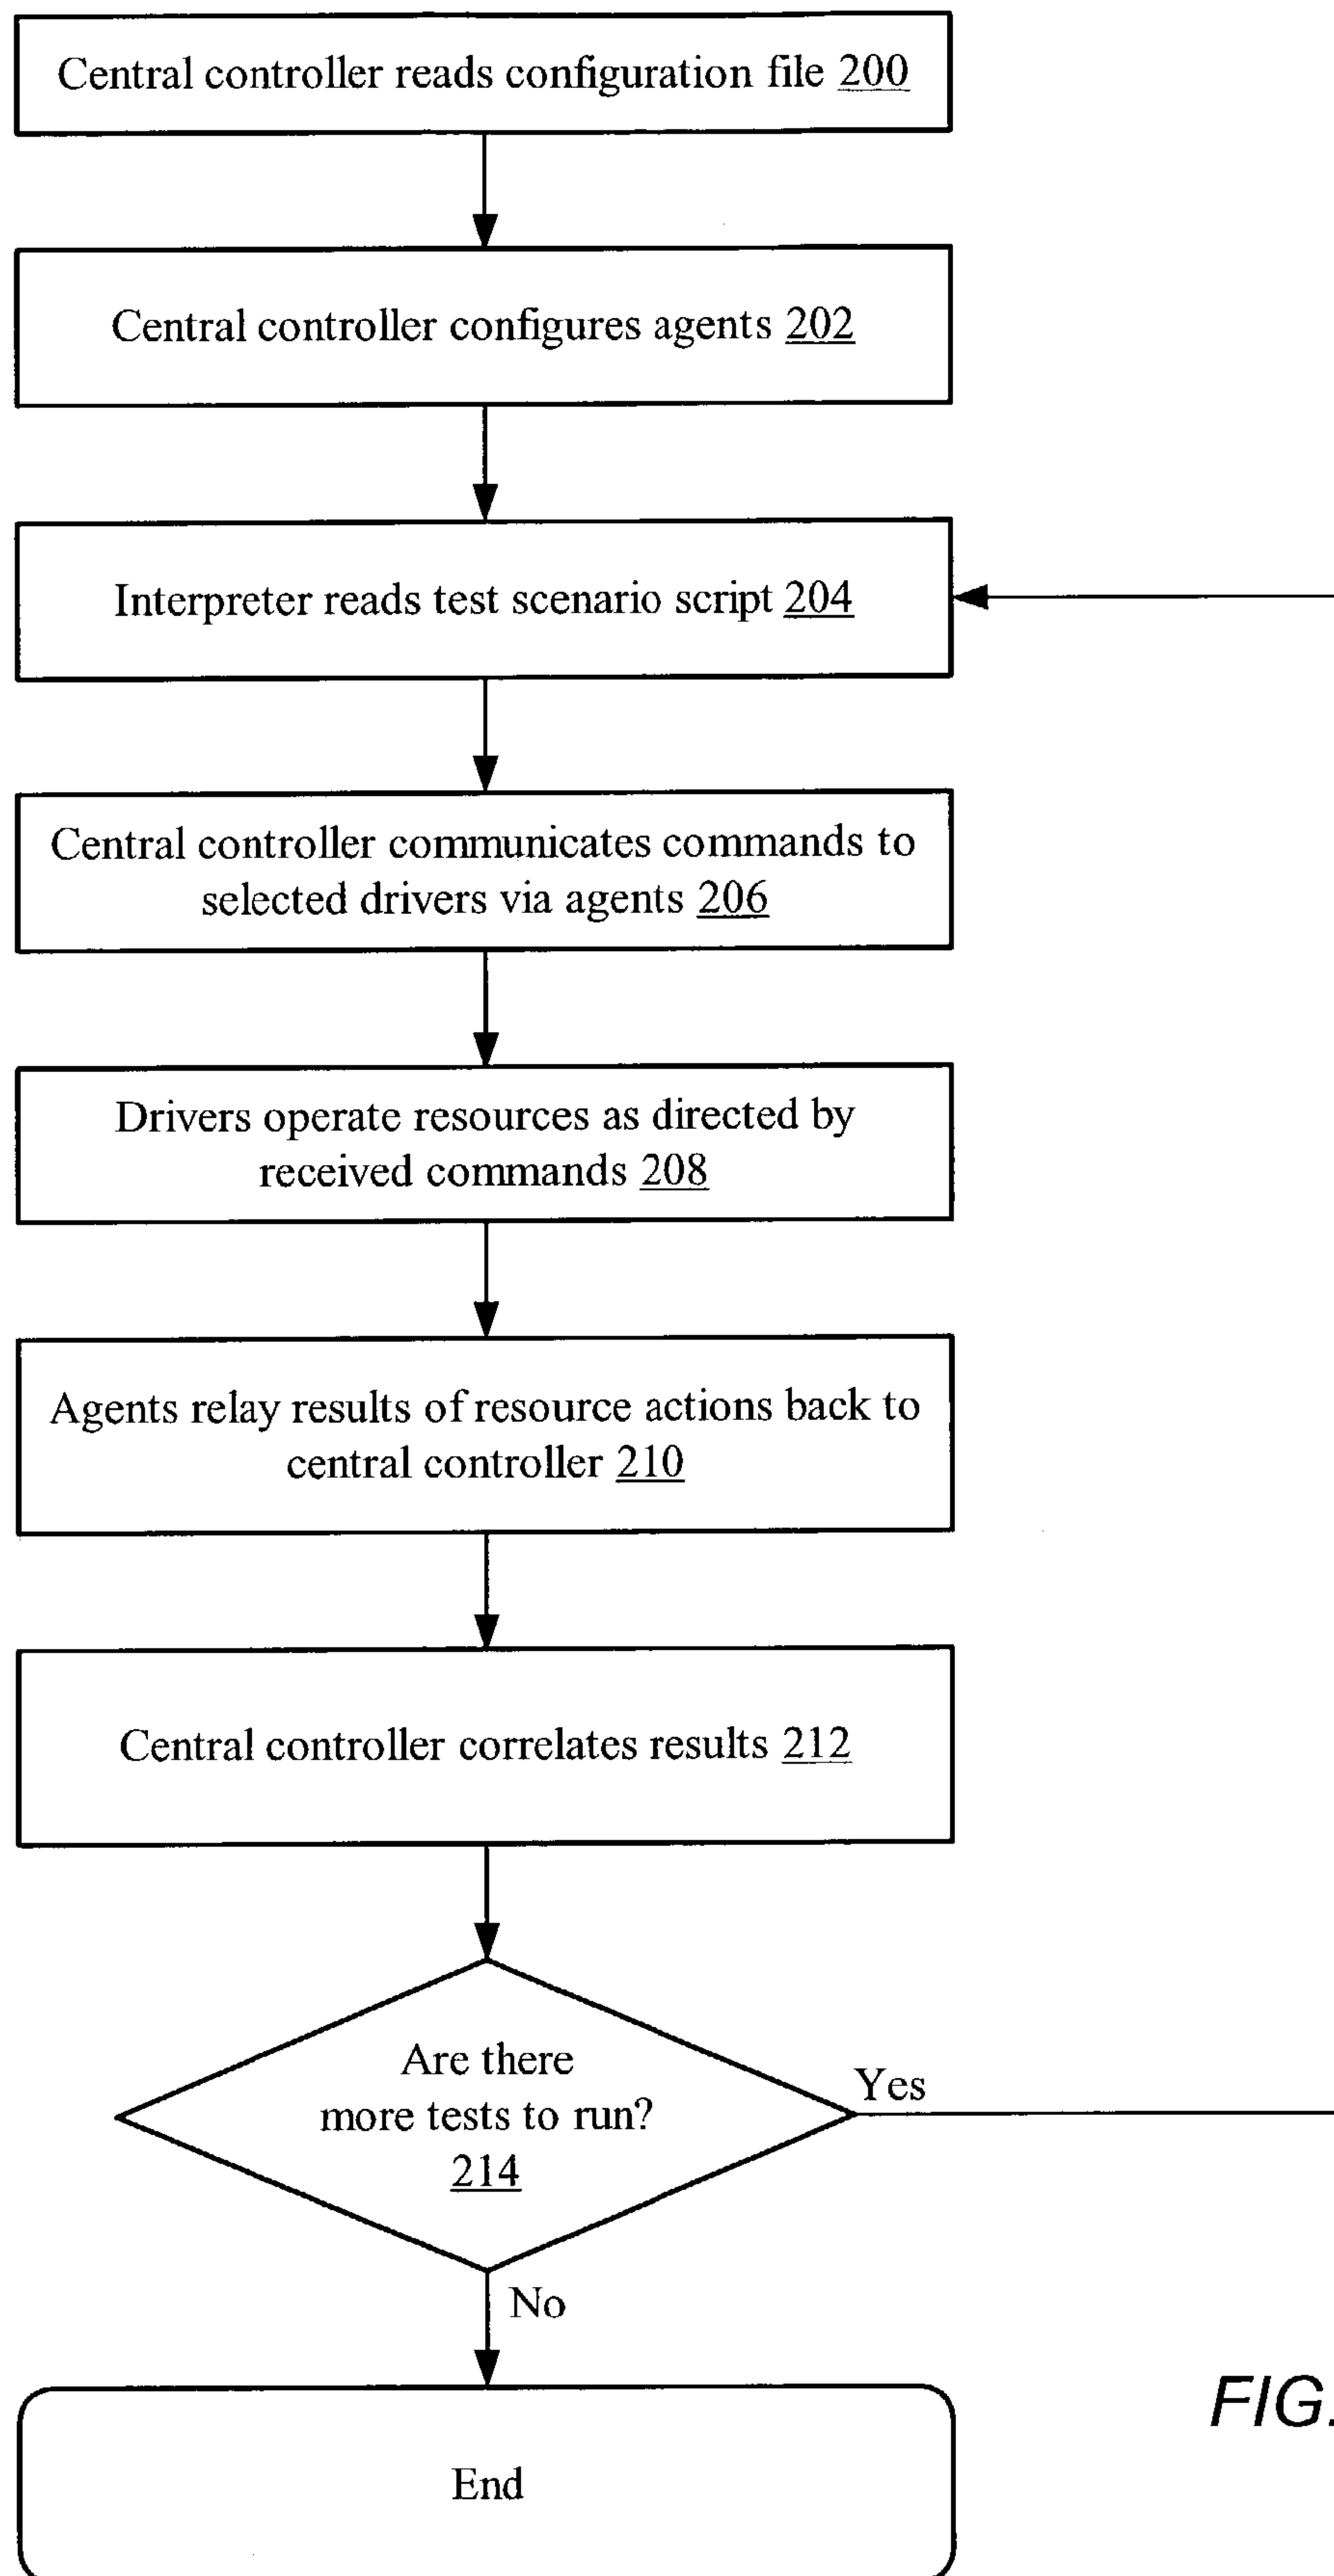 Central controller reads configuration file 200
Central controller configures agents 202
Interpreter reads test scenario script 204
Central controller communicates commands to
selected drivers via agents 206
Drivers operate resources as directed by
received commands 208
Agents relay results of resource actions back to
central controller 210
Central controller correlates results 212
Are there
more tests to run?
214
Yes
No
FIG.
End